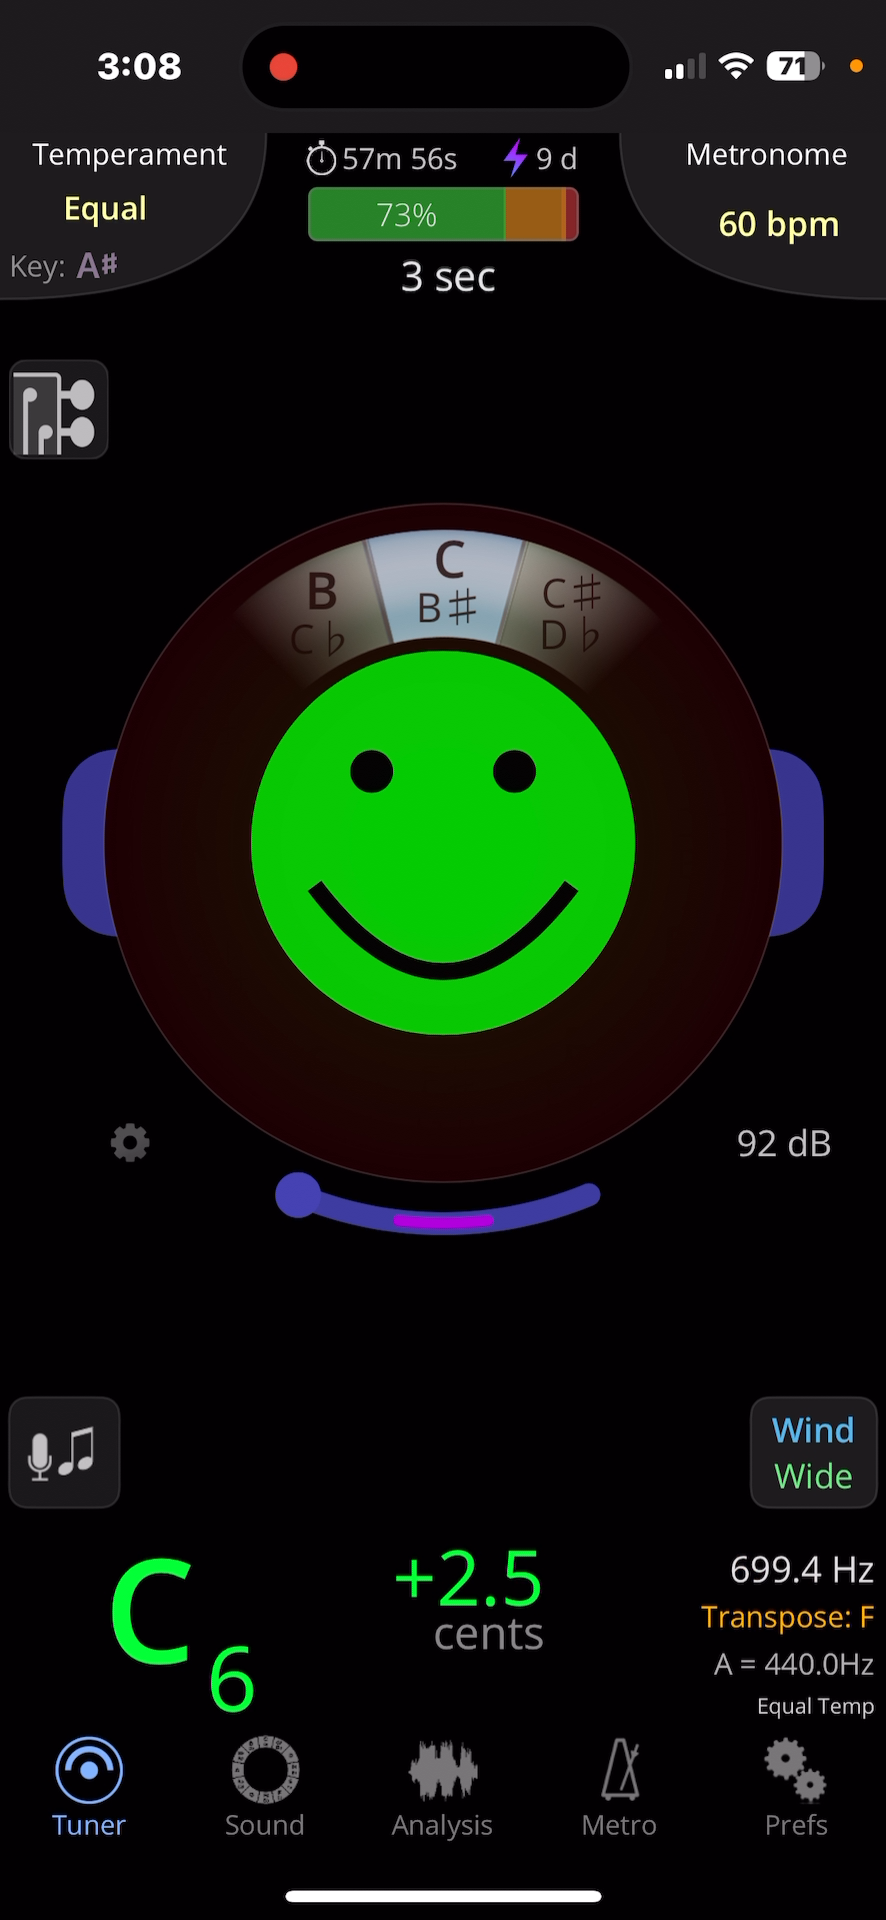 3:08
71
Temperament
Equal
Key: A♯
57m 56s
9 d
73%
3 sec
Metronome
60 bpm
B
C♭
C
B♯
C♯
D♭
92 dB
Wind
Wide
C6
+2.5
cents
699.4 Hz
Transpose: F
A = 440.0Hz
Equal Temp
Tuner
Sound
Analysis
Metro
Prefs